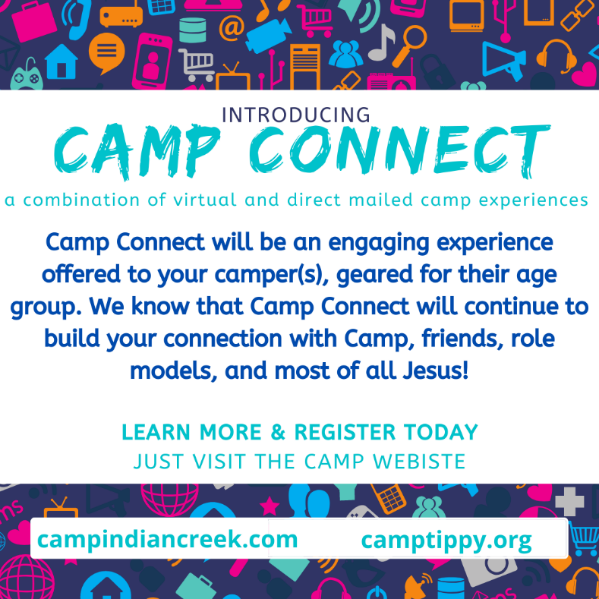 INTRODUCING
CAMP CONNECT
a combination of virtual and direct mailed camp experiences
Camp Connect will be an engaging experience
offered to your camper(s), geared for their age
group. We know that Camp Connect will continue to
build your connection with Camp, friends, role
models, and most of all Jesus!
LEARN MORE & REGISTER TODAY
JUST VISIT THE CAMP WEBISTE
campindiancreek.com camptippy.org